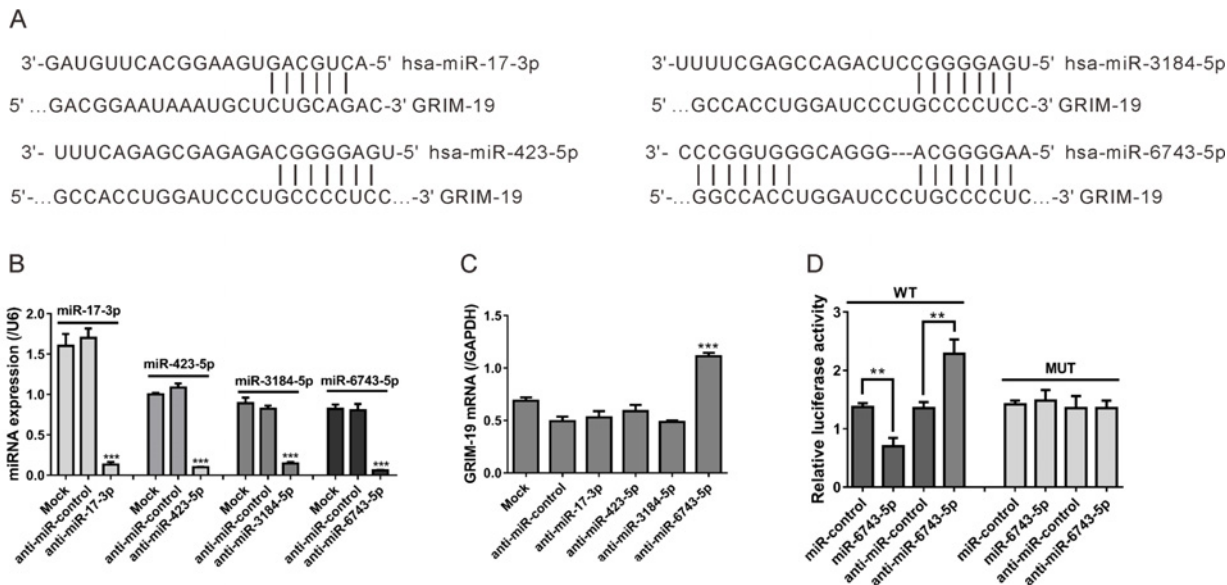 A
3'-GAUGUUCACGGAAGUGACGUCA-5' hsa-miR-17-3p
5' ...GACGGAAUAAAUGCUCUGCAGAC-3' GRIM-19
3'-UUUUCGAGCCAGACUCCGGGGAGU-5' hsa-miR-3184-5p
5'-...GCCACCUGGAUCCCUGCCCCUCC-3' GRIM-19
3'- UUUCAGAGCGAGAGACGGGGAGU-5' hsa-miR-423-5p
5'-...GCCACCUGGAUCCCUGCCCCUCC...-3' GRIM-19
3'- CCCGGUGGGCAGGG---ACGGGGAA-5' hsa-miR-6743-5p
5'-...GGCCACCUGGAUCCCUGCCCCUC...-3' GRIM-19
B
miRNA expression (/U6)
2.0
1.5
1.0
0.5
0.0
miR-17-3p
miR-423-5p
miR-3184-5p
miR-6743-5p
***
***
***
***
Mock
anti-miR-control
anti-miR-17-3p
Mock
anti-miR-control
anti-miR-423-5p
Mock
anti-miR-control
anti-miR-3184-5p
Mock
anti-miR-control
anti-miR-6743-5p
C
GRIM-19 mRNA (/GAPDH)
1.5
1.0
0.5
0.0
***
Mock
anti-miR-control
anti-miR-17-3p
anti-miR-423-5p
anti-miR-3184-5p
anti-miR-6743-5p
D
Relative luciferase activity
3
2
1
0
WT
**
**
MUT
miR-control
miR-6743-5p
anti-miR-control
anti-miR-6743-5p
miR-control
miR-6743-5p
anti-miR-control
anti-miR-6743-5p